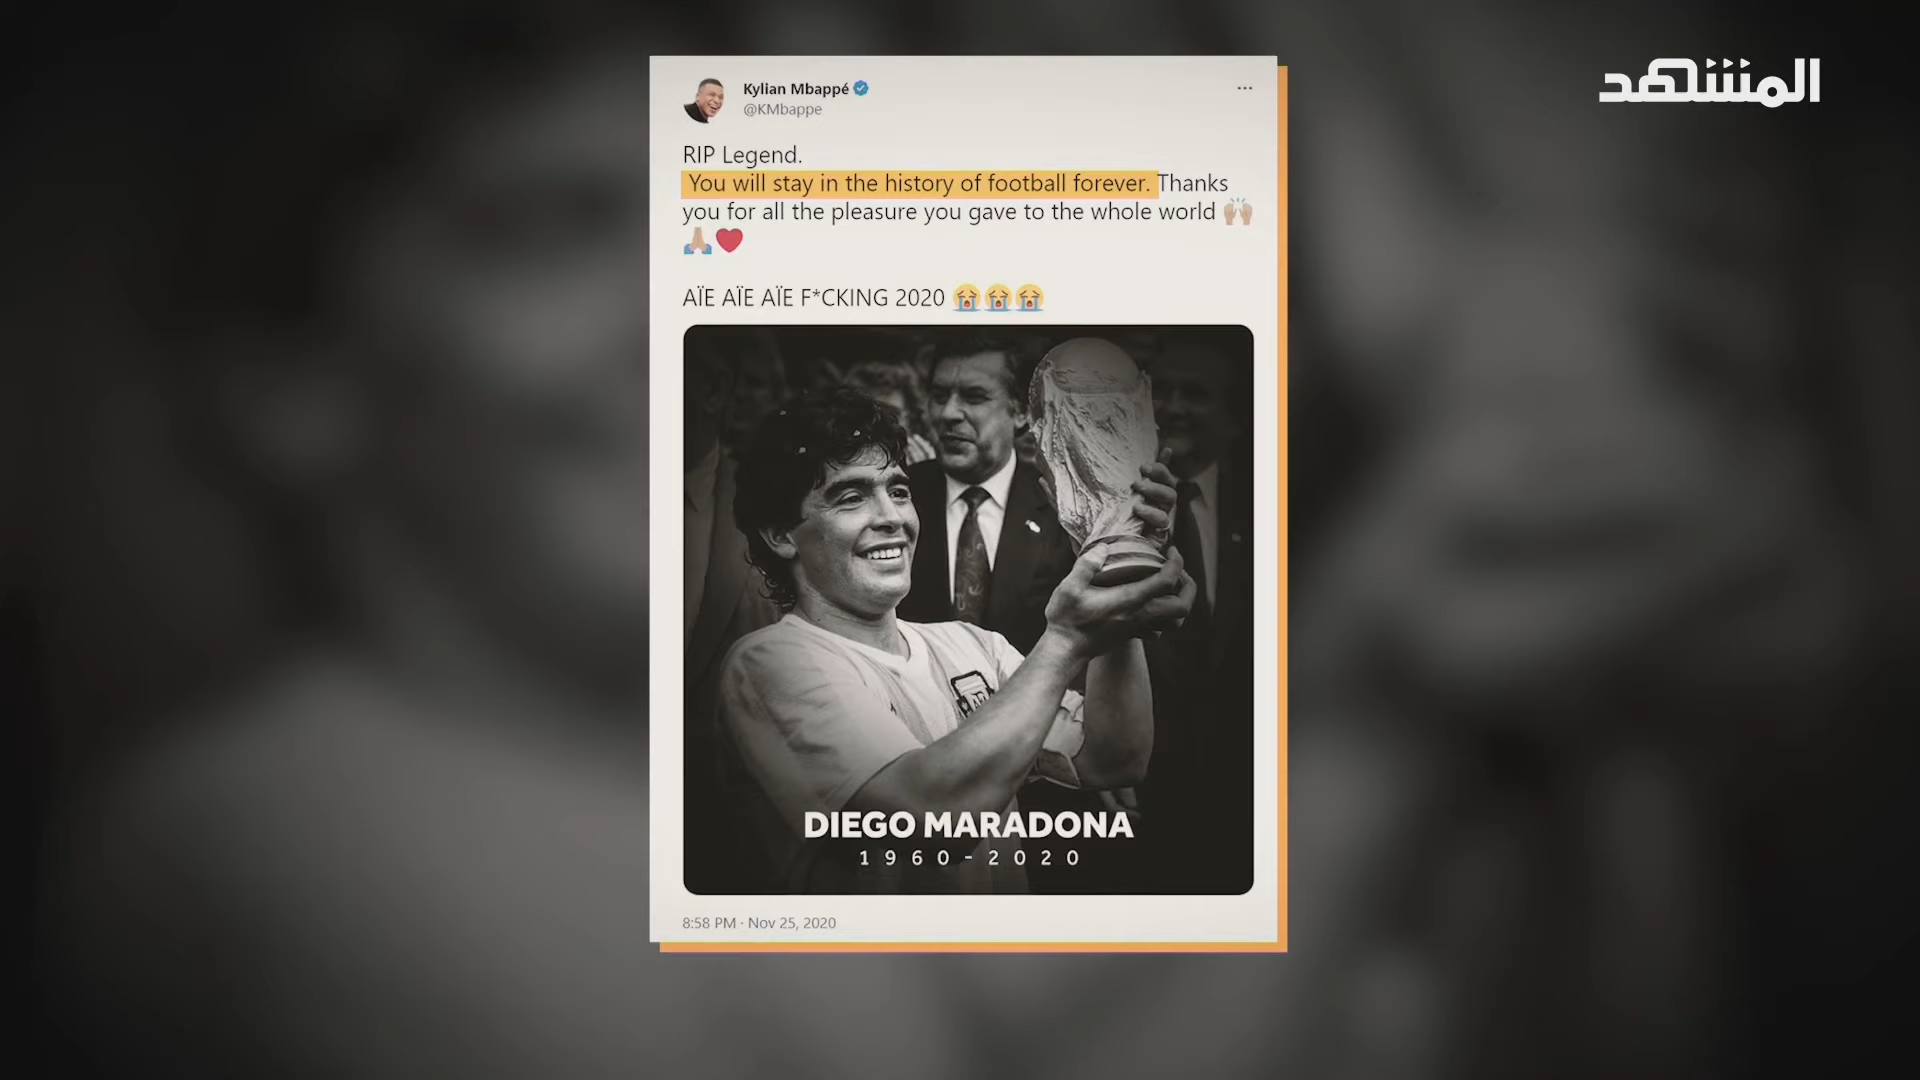 المشهد
Kylian Mbappé
@KMbappe
RIP Legend.
You will stay in the history of football forever. Thanks
you for all the pleasure you gave to the whole world 🙌🏼
🙏🏼❤️
AÏE AÏE AÏE F*CKING 2020 😭😭😭
DIEGO MARADONA
1960-2020
8:58 PM · Nov 25, 2020